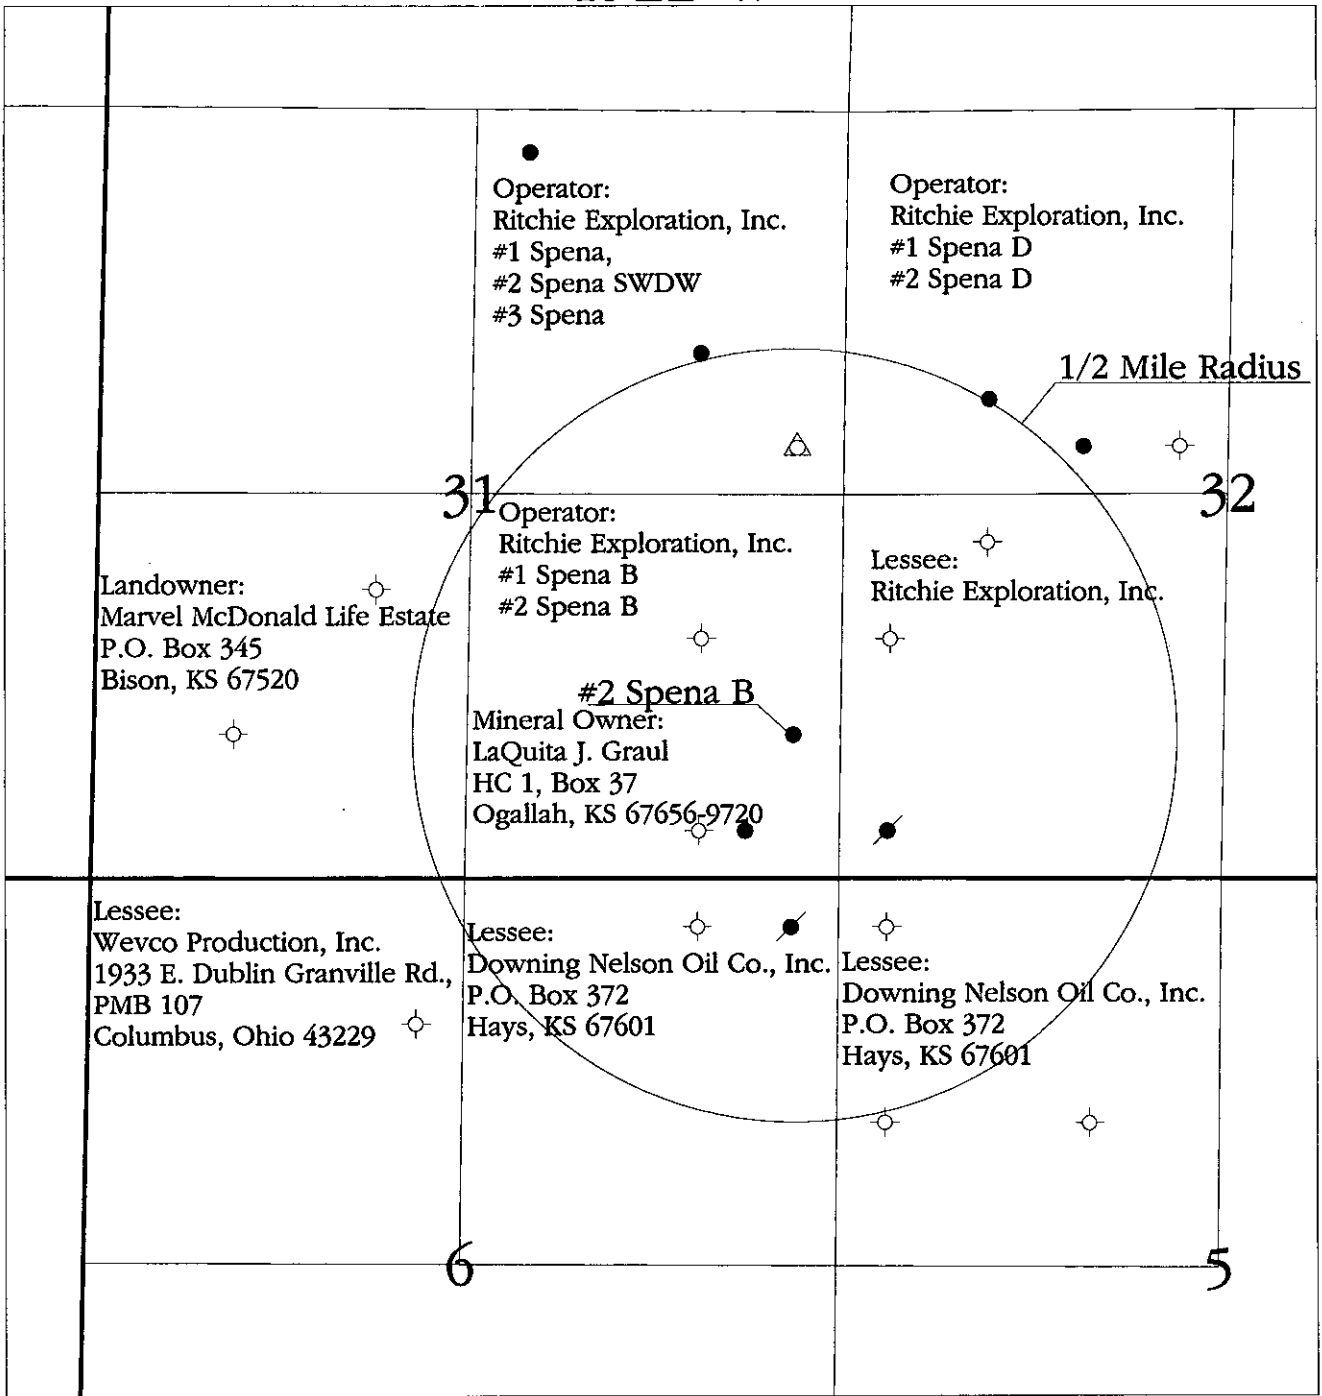 Operator:
Ritchie Exploration, Inc.
#1 Spena,
#2 Spena SWDW
#3 Spena
Operator:
Ritchie Exploration, Inc.
#1 Spena D
#2 Spena D
1/2 Mile Radius
31
32
Operator:
Ritchie Exploration, Inc.
#1 Spena B
#2 Spena B
Lessee:
Ritchie Exploration, Inc.
Landowner:
Marvel McDonald Life Estate
P.O. Box 345
Bison, KS 67520
#2 Spena B
Mineral Owner:
LaQuita J. Graul
HC 1, Box 37
Ogallah, KS 67656-9720
Lessee:
Wevco Production, Inc.
1933 E. Dublin Granville Rd.,
PMB 107
Columbus, Ohio 43229
Lessee:
Downing Nelson Oil Co., Inc.
P.O. Box 372
Hays, KS 67601
Lessee:
Downing Nelson Oil Co., Inc.
P.O. Box 372
Hays, KS 67601
6
5